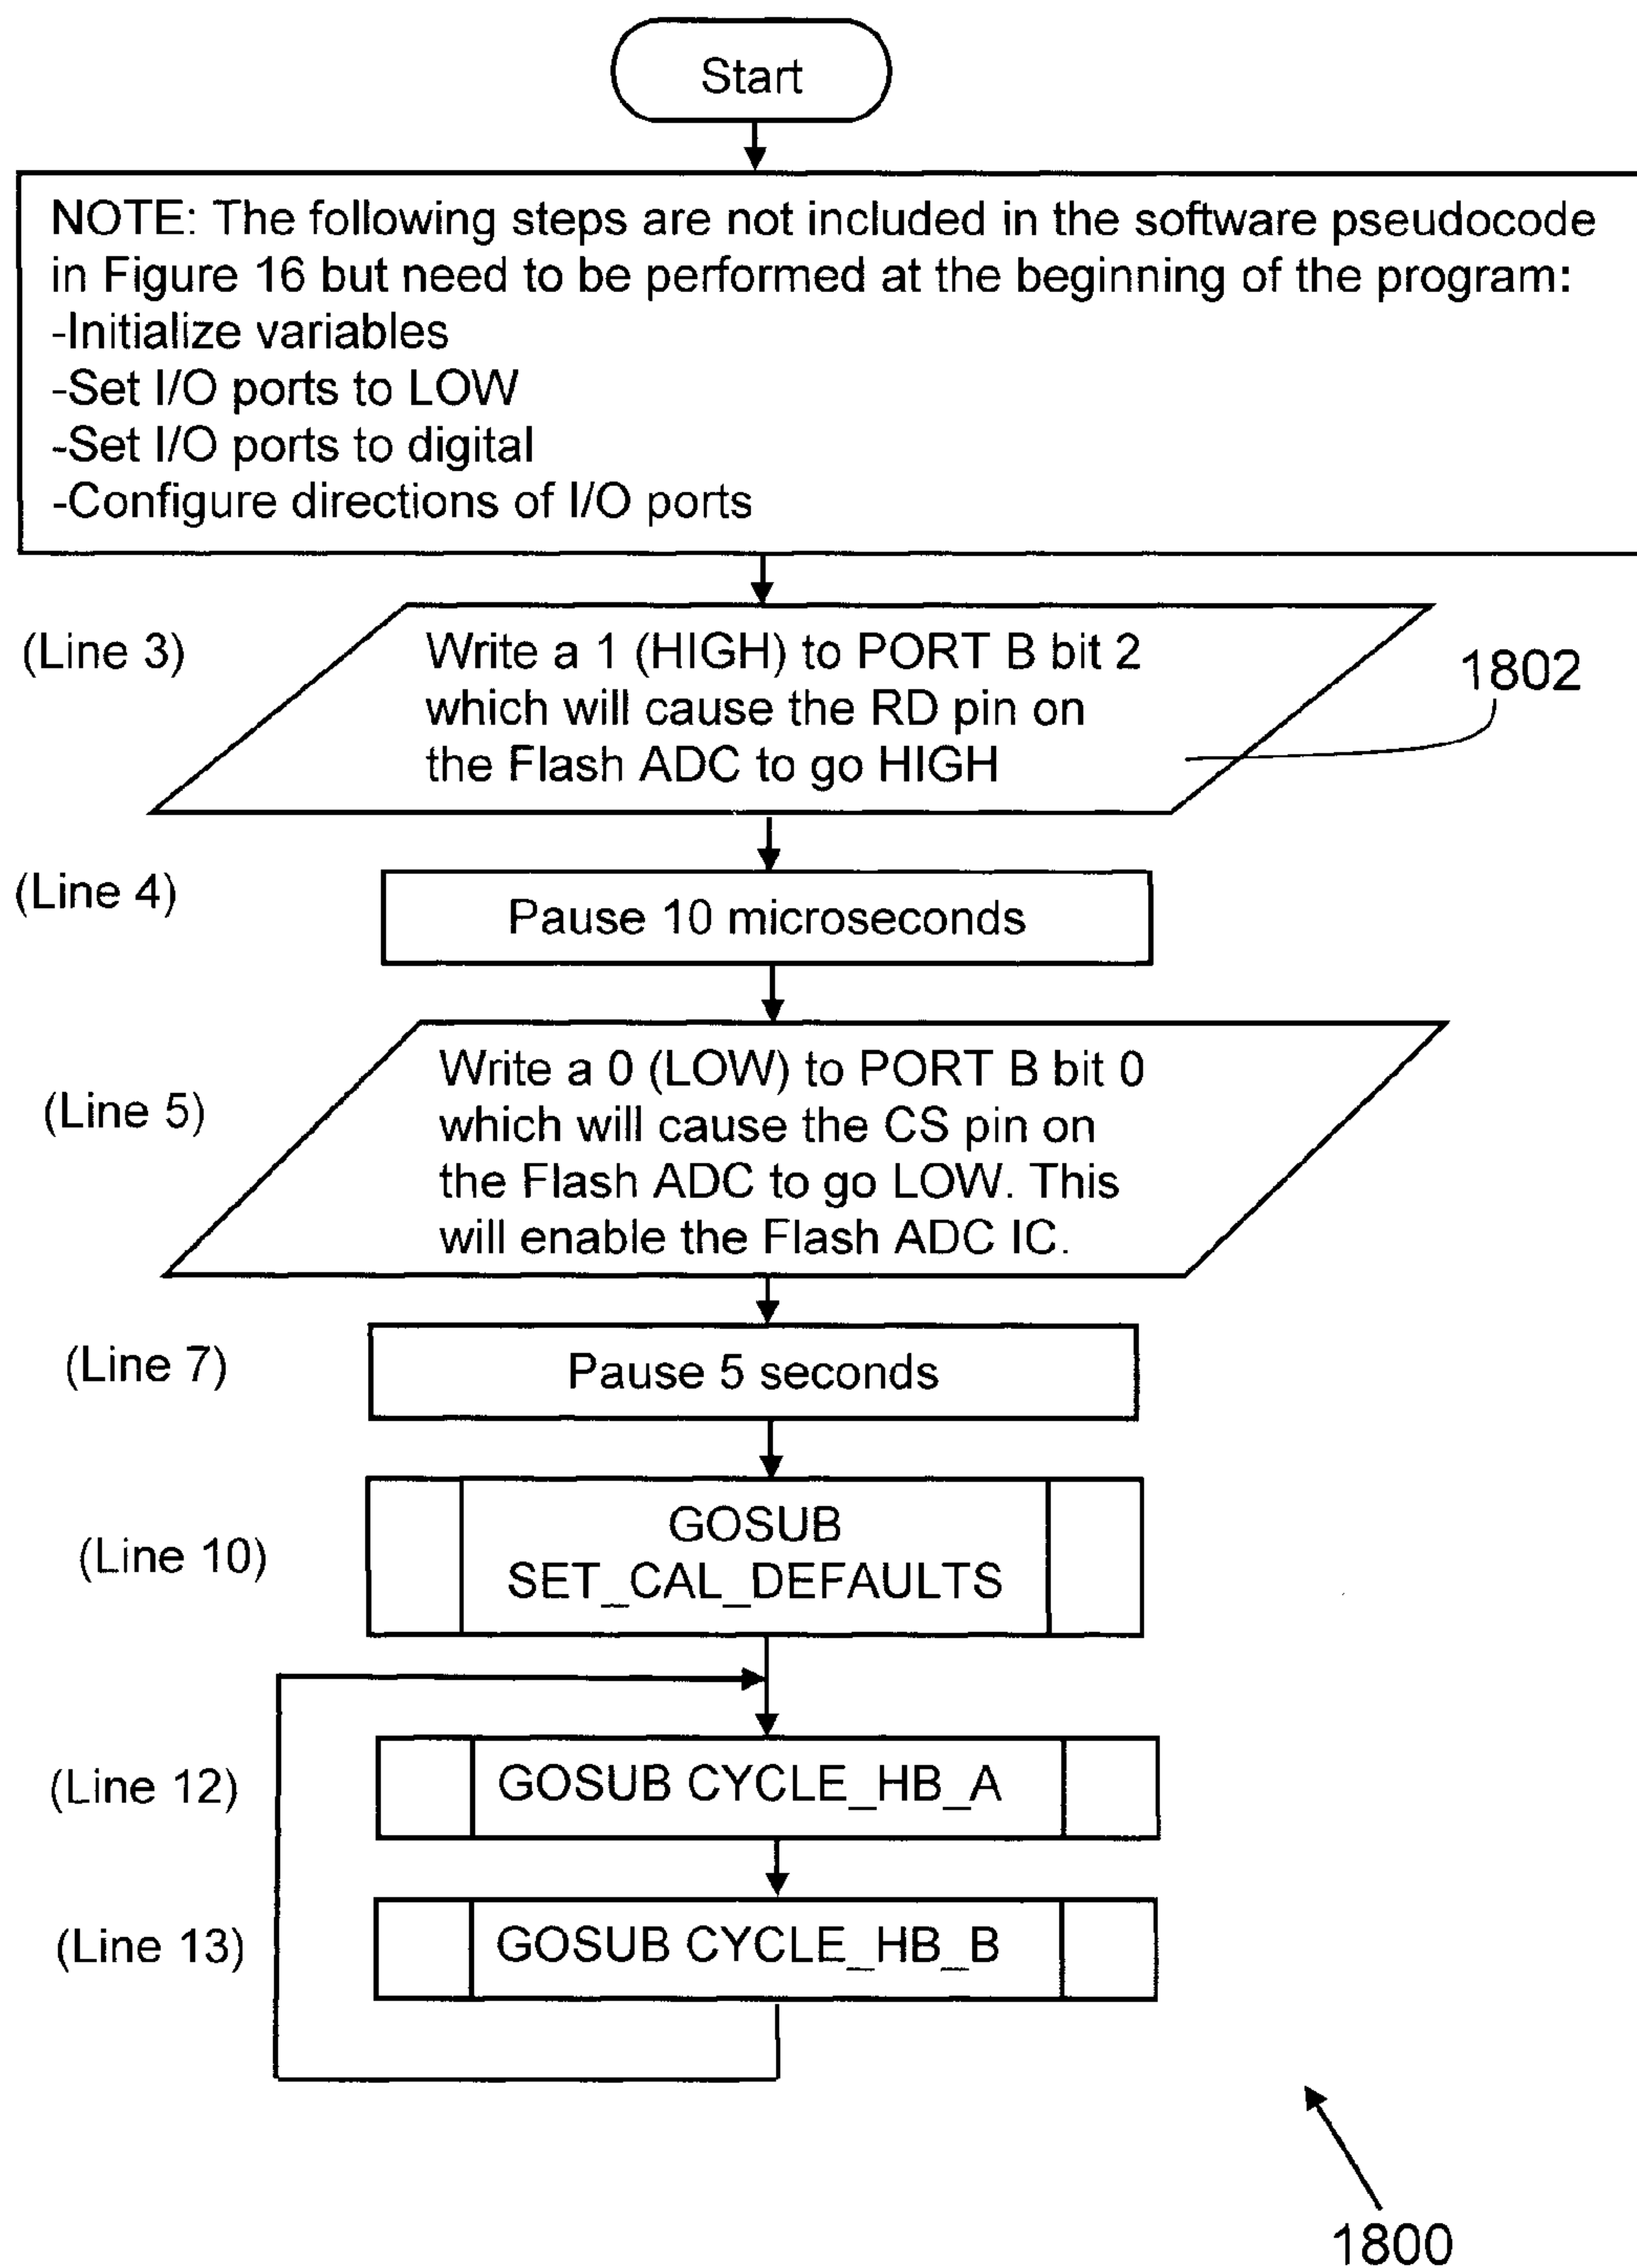 Start
NOTE: The following steps are not included in the software pseudocode
in Figure 16 but need to be performed at the beginning of the program:
-Initialize variables
-Set I/O ports to LOW
-Set I/O ports to digital
-Configure directions of I/O ports
(Line 3)
Write a 1 (HIGH) to PORT B bit 2
which will cause the RD pin on
the Flash ADC to go HIGH
1802
(Line 4)
Pause 10 microseconds
(Line 5)
Write a 0 (LOW) to PORT B bit 0
which will cause the CS pin on
the Flash ADC to go LOW. This
will enable the Flash ADC IC.
(Line 7)
Pause 5 seconds
(Line 10)
GOSUB
SET_CAL_DEFAULTS
(Line 12)
GOSUB CYCLE_HB_A
(Line 13)
GOSUB CYCLE_HB_B
1800